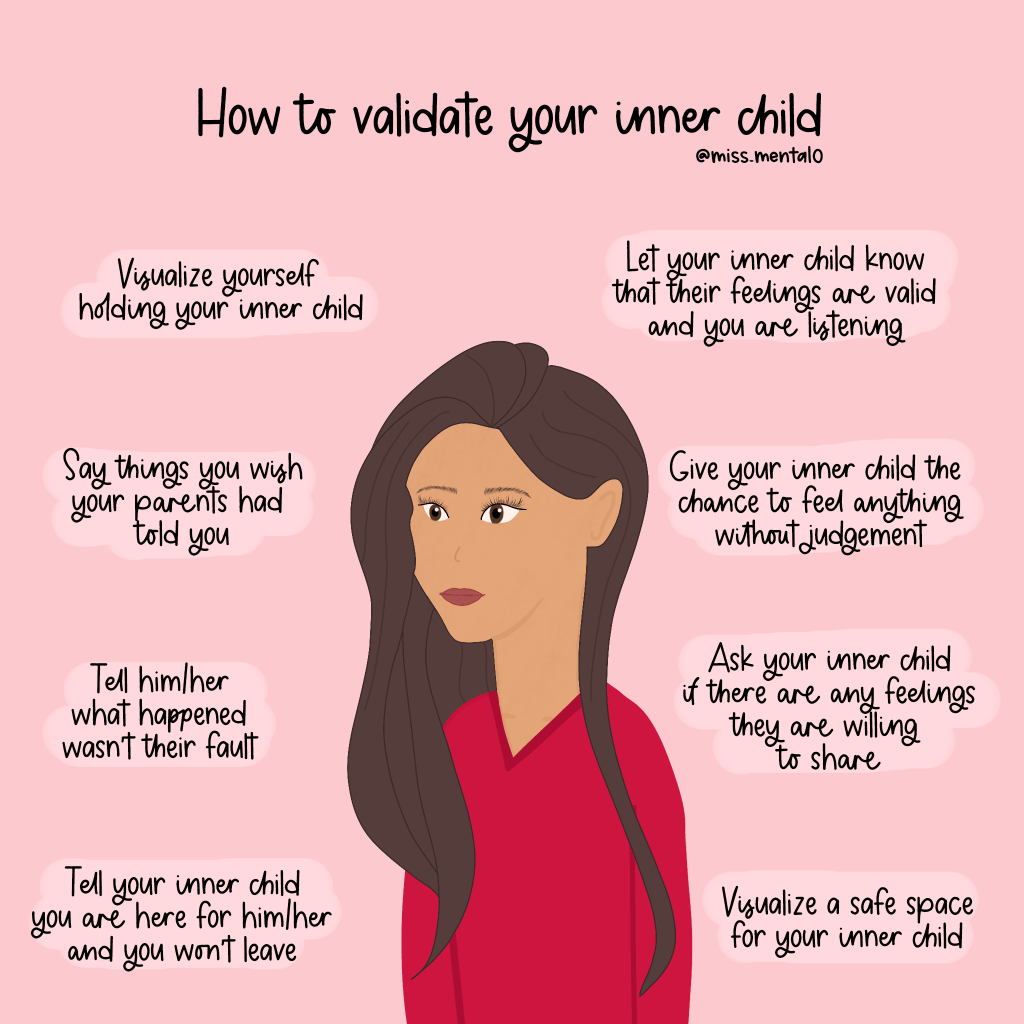 How to validate your inner child
@miss_mental0
Visualize yourself
holding your inner child
Let your inner child know
that their feelings are valid
and you are listening
Say things you wish
your parents had
told you
Give your inner child the
chance to feel anything
without judgement
Tell him/her
what happened
wasn't their fault
Ask your inner child
if there are any feelings
they are willing
to share
Tell your inner child
you are here for him/her
and you won't leave
Visualize a safe space
for your inner child